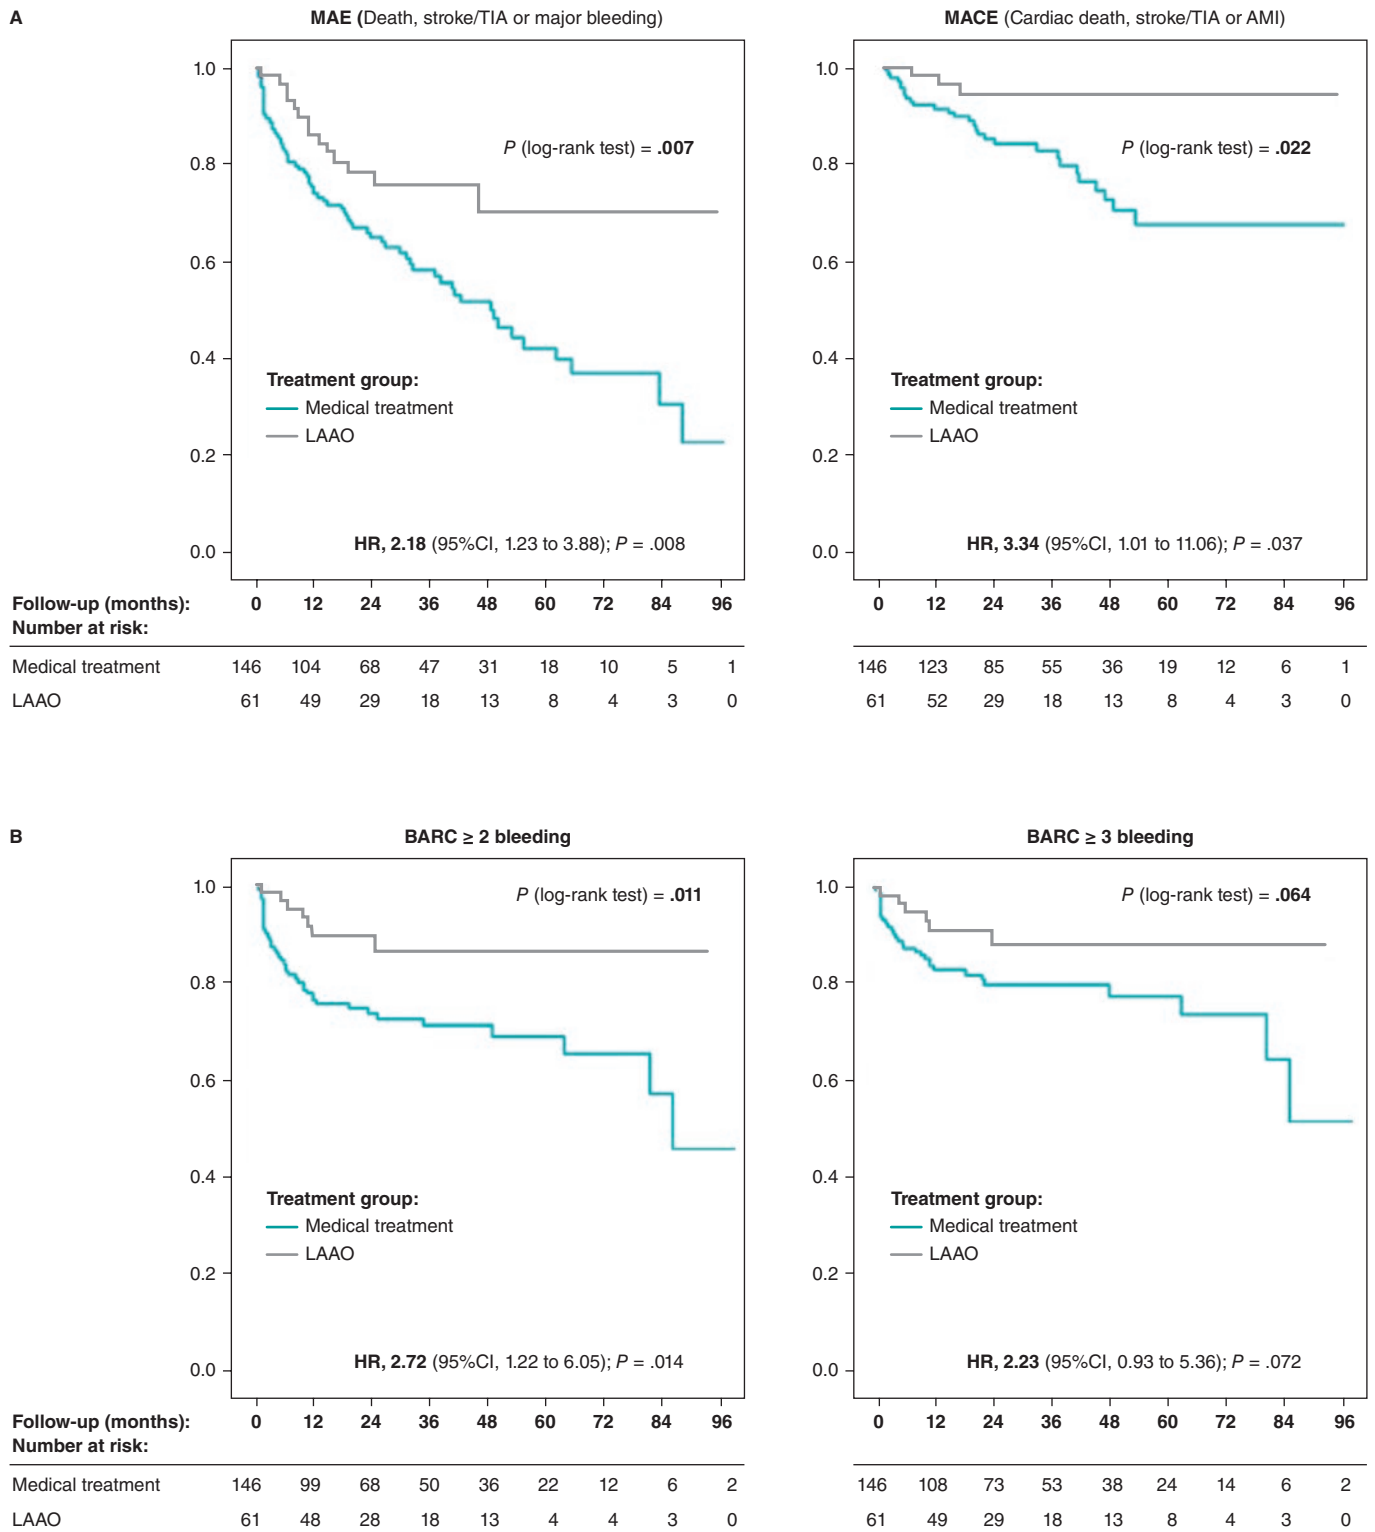 A
MAE (Death, stroke/TIA or major bleeding)
1.0
0.8
0.6
0.4
0.2
0.0
P (log-rank test) = .007
Treatment group:
Medical treatment
LAAO
HR, 2.18 (95%CI, 1.23 to 3.88); P = .008
Follow-up (months): 0 12 24 36 48 60 72 84 96
Number at risk:
Medical treatment 146 104 68 47 31 18 10 5 1
LAAO 61 49 29 18 13 8 4 3 0
MACE (Cardiac death, stroke/TIA or AMI)
1.0
0.8
0.6
0.4
0.2
0.0
P (log-rank test) = .022
Treatment group:
Medical treatment
LAAO
HR, 3.34 (95%CI, 1.01 to 11.06); P = .037
0 12 24 36 48 60 72 84 96
146 123 85 55 36 19 12 6 1
61 52 29 18 13 8 4 3 0
B
BARC ≥ 2 bleeding
1.0
0.8
0.6
0.4
0.2
0.0
P (log-rank test) = .011
Treatment group:
Medical treatment
LAAO
HR, 2.72 (95%CI, 1.22 to 6.05); P = .014
Follow-up (months): 0 12 24 36 48 60 72 84 96
Number at risk:
Medical treatment 146 99 68 50 36 22 12 6 2
LAAO 61 48 28 18 13 4 4 3 0
BARC ≥ 3 bleeding
1.0
0.8
0.6
0.4
0.2
0.0
P (log-rank test) = .064
Treatment group:
Medical treatment
LAAO
HR, 2.23 (95%CI, 0.93 to 5.36); P = .072
0 12 24 36 48 60 72 84 96
146 108 73 53 38 24 14 6 2
61 49 29 18 13 8 4 3 0